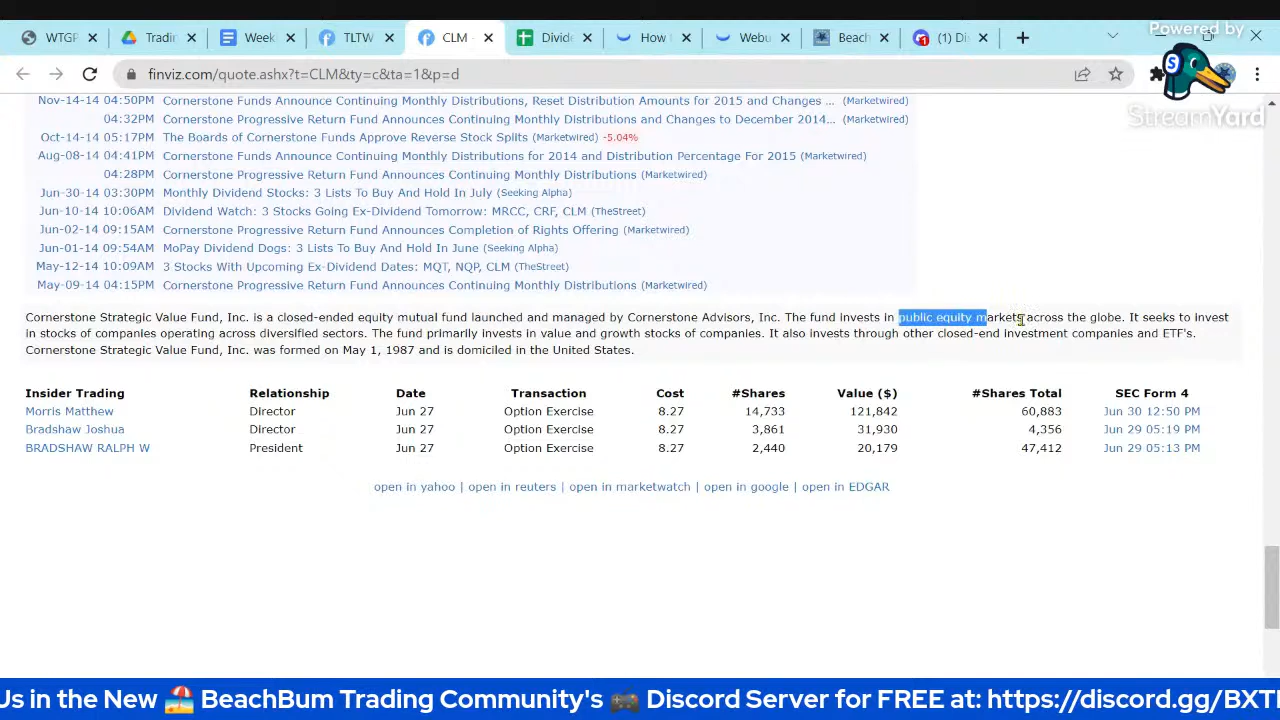 Powered by
WTGP
Tradin
Week
TLTW
CLM -
Divide
How t
Webu
Beach
(1) Dis
finviz.com/quote.ashx?t=CLM&ty=c&ta=1&p=d
StreamYard
Nov-14-14 04:50PM Cornerstone Funds Announce Continuing Monthly Distributions, Reset Distribution Amounts for 2015 and Changes ... (Marketwired)
04:32PM Cornerstone Progressive Return Fund Announces Continuing Monthly Distributions and Changes to December 2014... (Marketwired)
Oct-14-14 05:17PM The Boards of Cornerstone Funds Approve Reverse Stock Splits (Marketwired) -5.04%
Aug-08-14 04:41PM Cornerstone Funds Announce Continuing Monthly Distributions for 2014 and Distribution Percentage For 2015 (Marketwired)
04:28PM Cornerstone Progressive Return Fund Announces Continuing Monthly Distributions (Marketwired)
Jun-30-14 03:30PM Monthly Dividend Stocks: 3 Lists To Buy And Hold In July (Seeking Alpha)
Jun-10-14 10:06AM Dividend Watch: 3 Stocks Going Ex-Dividend Tomorrow: MRCC, CRF, CLM (TheStreet)
Jun-02-14 09:15AM Cornerstone Progressive Return Fund Announces Completion of Rights Offering (Marketwired)
Jun-01-14 09:54AM MoPay Dividend Dogs: 3 Lists To Buy And Hold In June (Seeking Alpha)
May-12-14 10:09AM 3 Stocks With Upcoming Ex-Dividend Dates: MQT, NQP, CLM (TheStreet)
May-09-14 04:15PM Cornerstone Progressive Return Fund Announces Continuing Monthly Distributions (Marketwired)
Cornerstone Strategic Value Fund, Inc. is a closed-ended equity mutual fund launched and managed by Cornerstone Advisors, Inc. The fund invests in public equity markets across the globe. It seeks to invest
in stocks of companies operating across diversified sectors. The fund primarily invests in value and growth stocks of companies. It also invests through other closed-end investment companies and ETF's.
Cornerstone Strategic Value Fund, Inc. was formed on May 1, 1987 and is domiciled in the United States.
Insider Trading Relationship Date Transaction Cost #Shares Value ($) #Shares Total SEC Form 4
Morris Matthew Director Jun 27 Option Exercise 8.27 14,733 121,842 60,883 Jun 30 12:50 PM
Bradshaw Joshua Director Jun 27 Option Exercise 8.27 3,861 31,930 4,356 Jun 29 05:19 PM
BRADSHAW RALPH W President Jun 27 Option Exercise 8.27 2,440 20,179 47,412 Jun 29 05:13 PM
open in yahoo | open in reuters | open in marketwatch | open in google | open in EDGAR
Us in the New 🏖️ BeachBum Trading Community's 🎮 Discord Server for FREE at: https://discord.gg/BXT